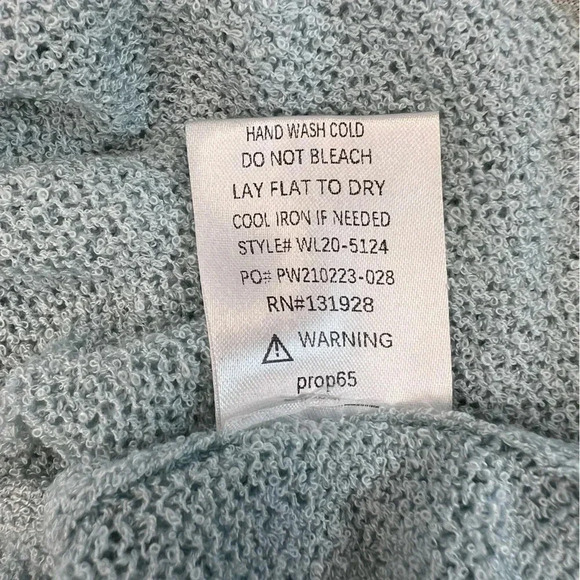 HAND WASH COLD
DO NOT BLEACH
LAY FLAT TO DRY
COOL IRON IF NEEDED
STYLE# WL20-5124
PO# PW210223-028
RN#131928
WARNING
prop65